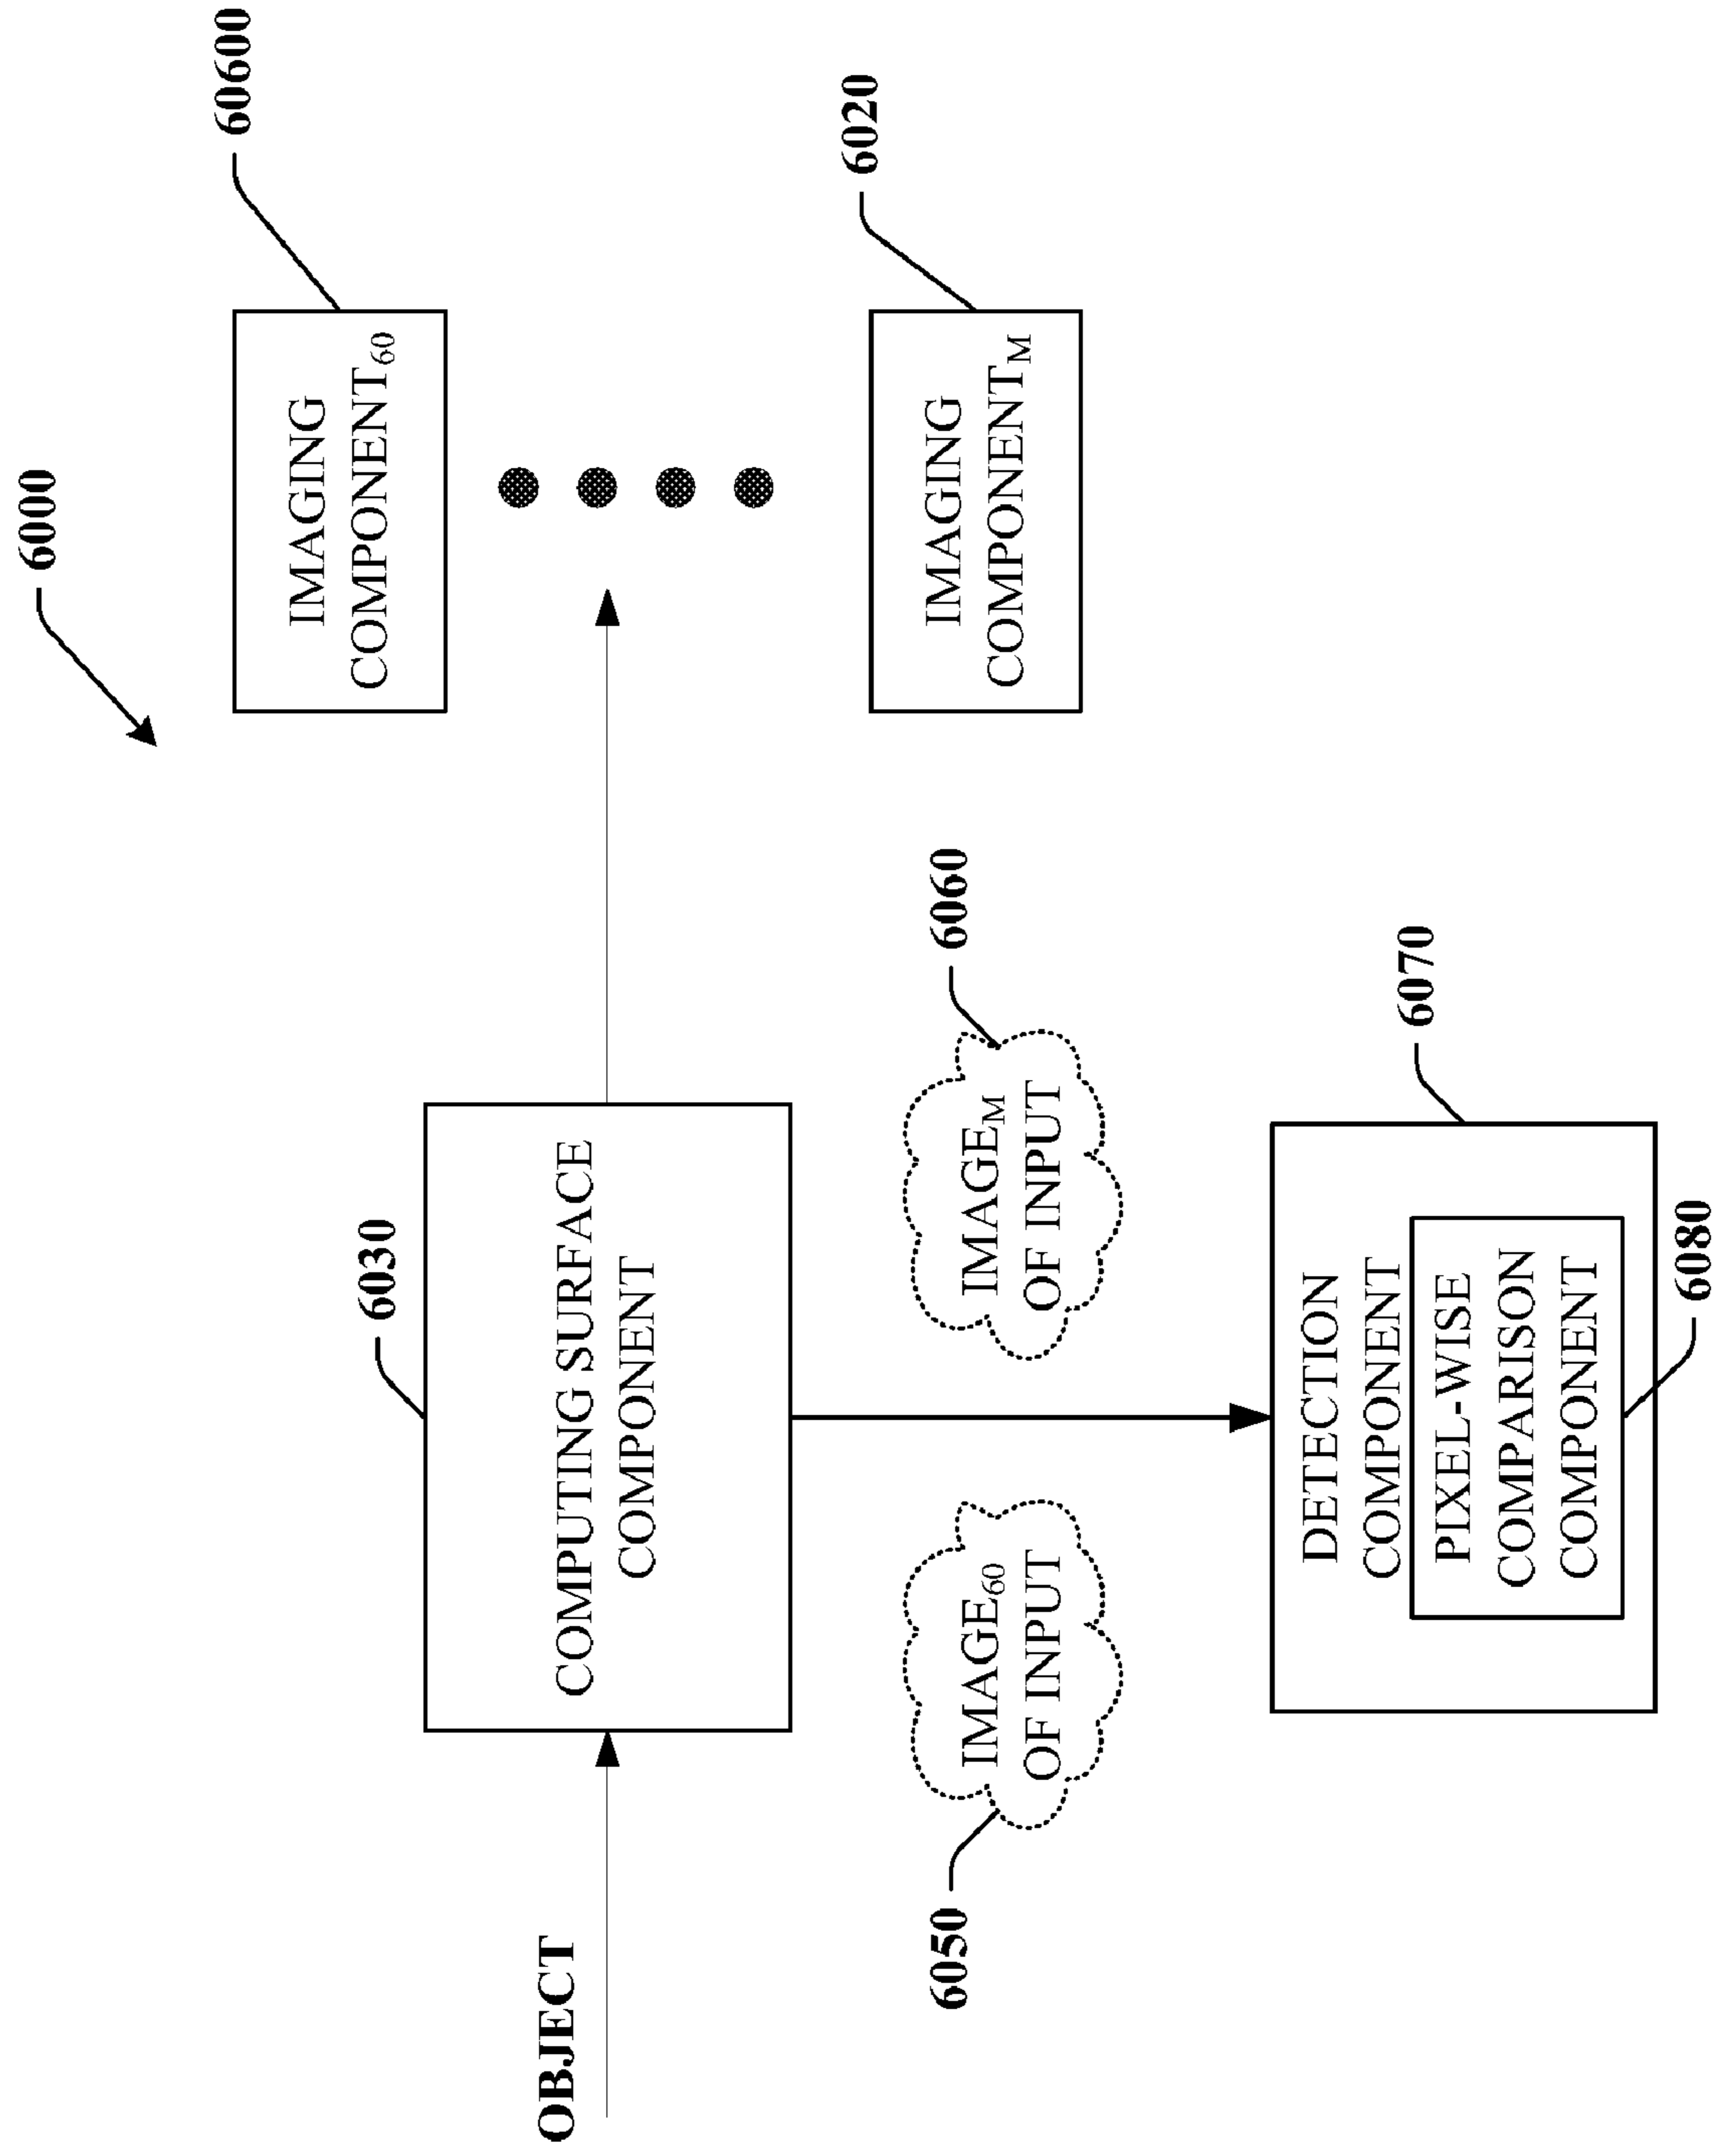 6000
60600
IMAGING
COMPONENT60
6030
OBJECT
COMPUTING SURFACE
COMPONENT
6020
IMAGING
COMPONENTM
6050
IMAGE60
OF INPUT
IMAGEM
OF INPUT
6060
DETECTION
COMPONENT
6070
PIXEL-WISE
COMPARISON
COMPONENT
6080